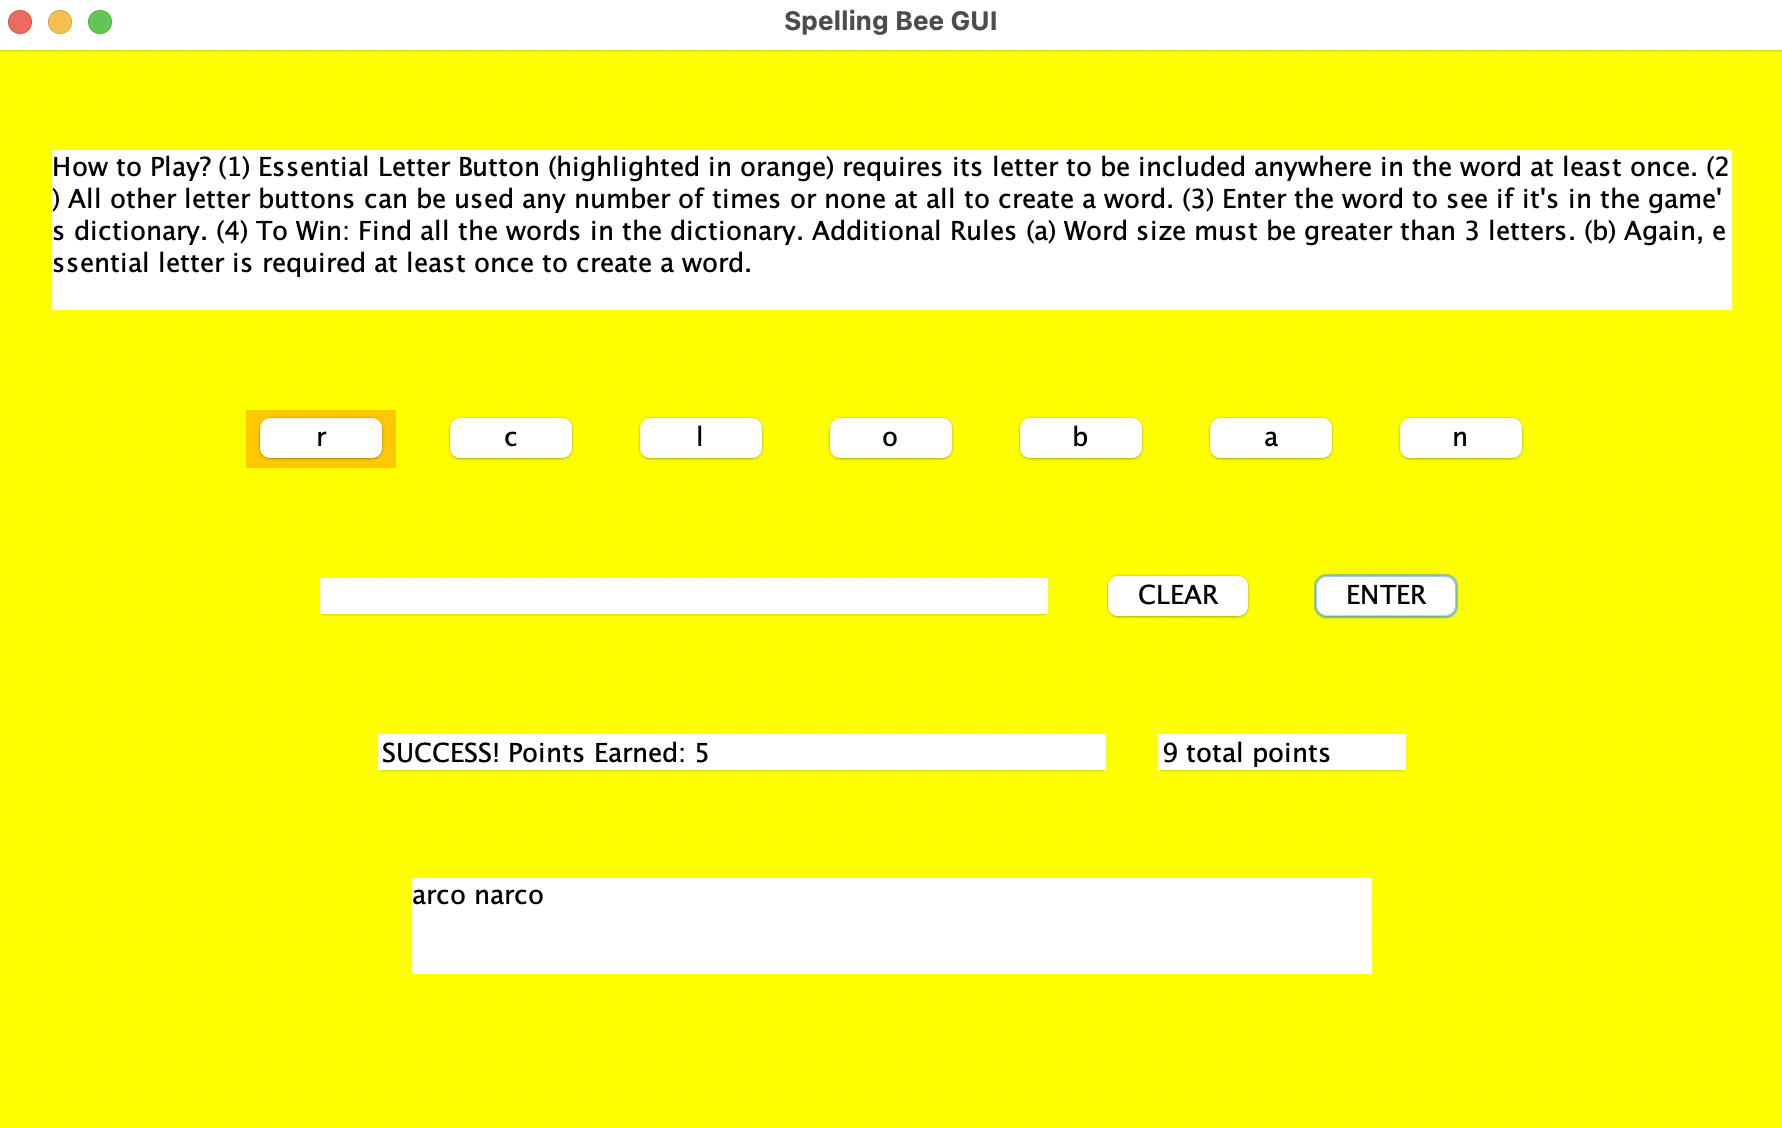 Spelling Bee GUI
How to Play? (1) Essential Letter Button (highlighted in orange) requires its letter to be included anywhere in the word at least once. (2
) All other letter buttons can be used any number of times or none at all to create a word. (3) Enter the word to see if it's in the game'
s dictionary. (4) To Win: Find all the words in the dictionary. Additional Rules (a) Word size must be greater than 3 letters. (b) Again, e
ssential letter is required at least once to create a word.
r c l o b a n
CLEAR ENTER
SUCCESS! Points Earned: 5 9 total points
arco narco